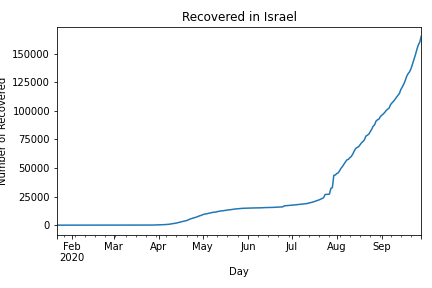 Recovered in Israel
Number of Recovered
150000
125000
100000
75000
50000
25000
0
Feb Mar Apr May Jun Jul Aug Sep
2020
Day